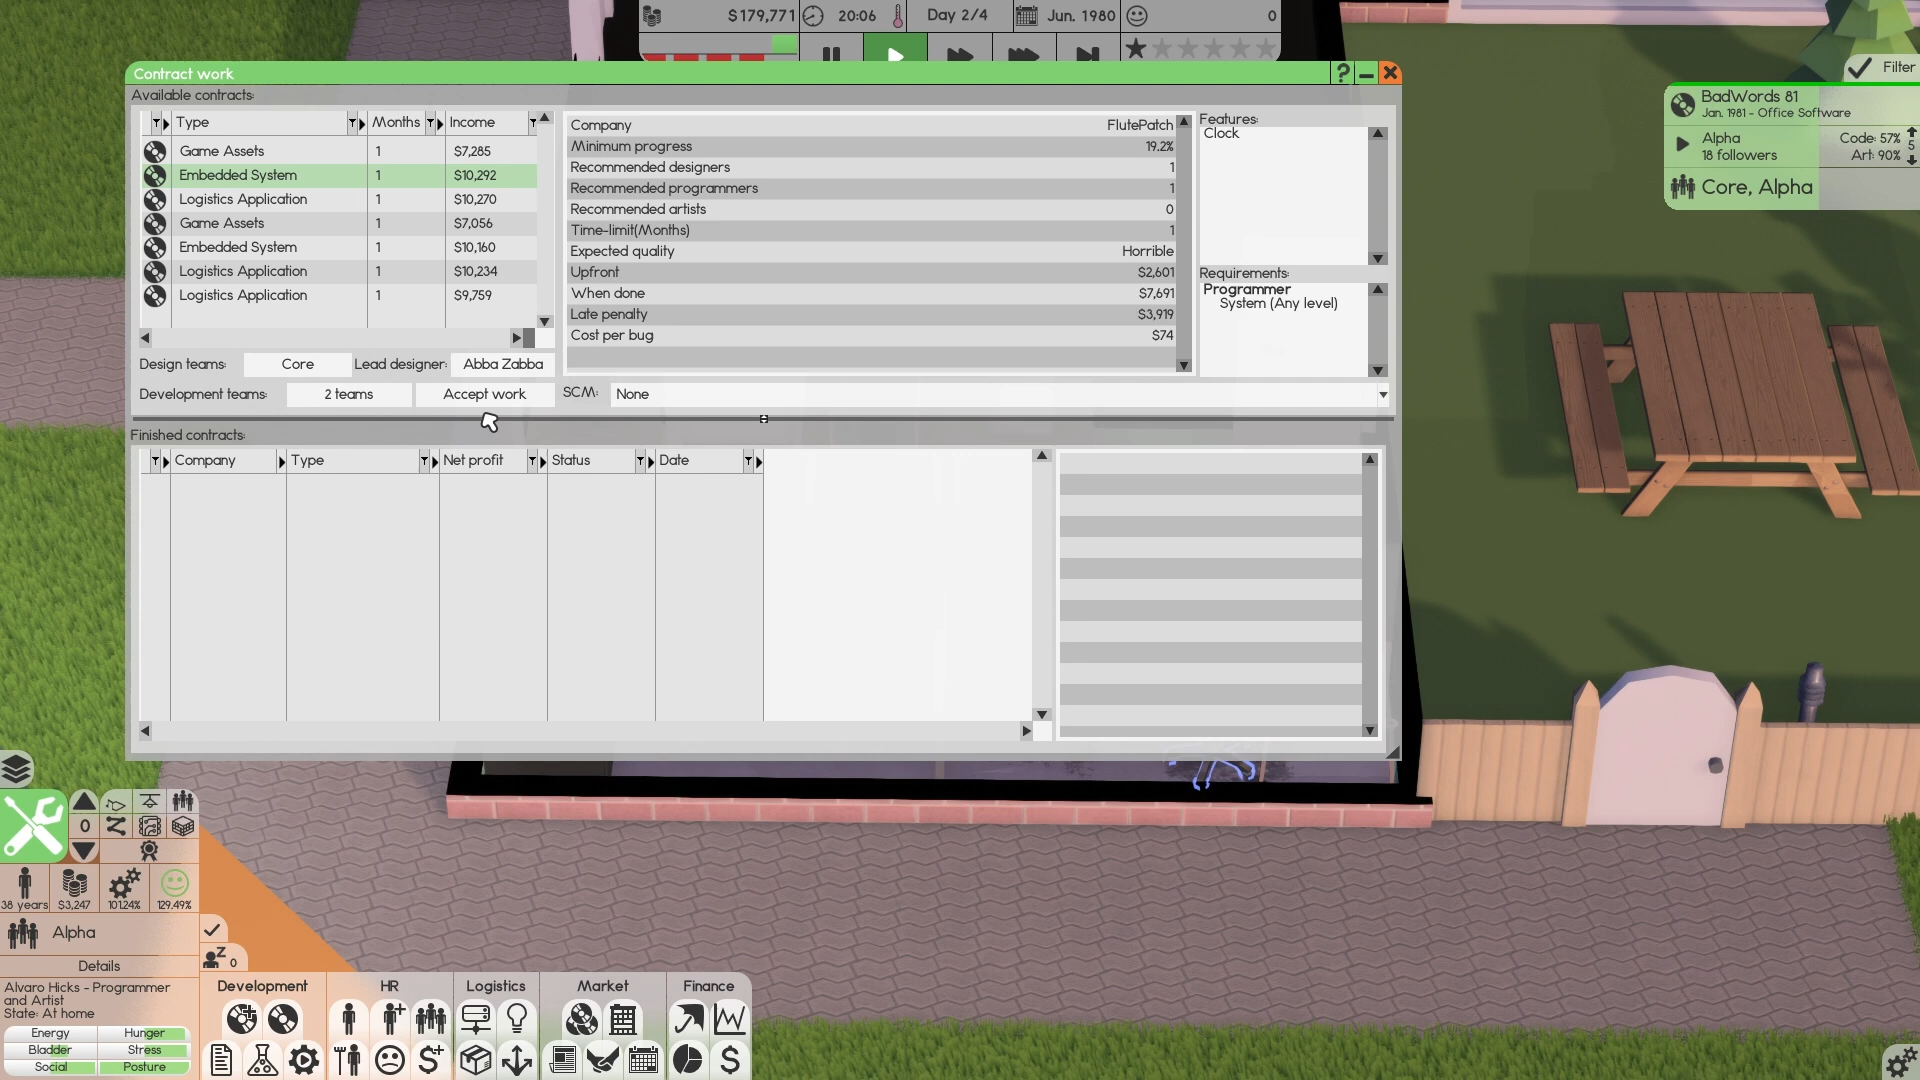 $179,771 20:06 Day 2/4 Jun. 1980 0
Contract work
Available contracts:
Type Months Income
Game Assets 1 $7,285
Embedded System 1 $10,292
Logistics Application 1 $10,270
Game Assets 1 $7,056
Embedded System 1 $10,160
Logistics Application 1 $10,234
Logistics Application 1 $9,759
Design teams: Core Lead designer: Abba Zabba
Development teams: 2 teams Accept work SCM: None
Company FlutePatch
Minimum progress 19.2%
Recommended designers 1
Recommended programmers 1
Recommended artists 0
Time-limit(Months) 1
Expected quality Horrible
Upfront $2,601
When done $7,691
Late penalty $3,919
Cost per bug $74
Features:
Clock
Requirements:
Programmer
System (Any level)
Finished contracts:
Company Type Net profit Status Date
Filter
BadWords 81
Jan. 1981 - Office Software
Alpha Code: 57%
18 followers Art: 90%
5
Core, Alpha
0
38 years $3,247 101.24% 129.49%
Alpha
Details
Alvaro Hicks - Programmer
and Artist
State: At home
Energy Hunger
Bladder Stress
Social Posture
Z 0
Development HR Logistics Market Finance